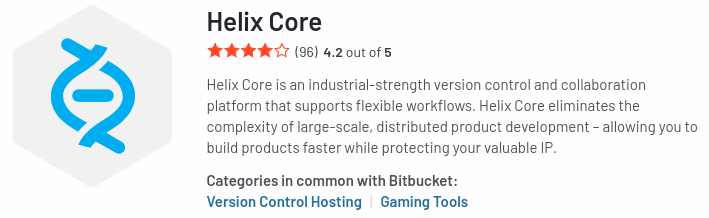 Helix Core
(96) 4.2 out of 5
Helix Core is an industrial-strength version control and collaboration
platform that supports flexible workflows. Helix Core eliminates the
complexity of large-scale, distributed product development – allowing you to
build products faster while protecting your valuable IP.
Categories in common with Bitbucket:
Version Control Hosting | Gaming Tools